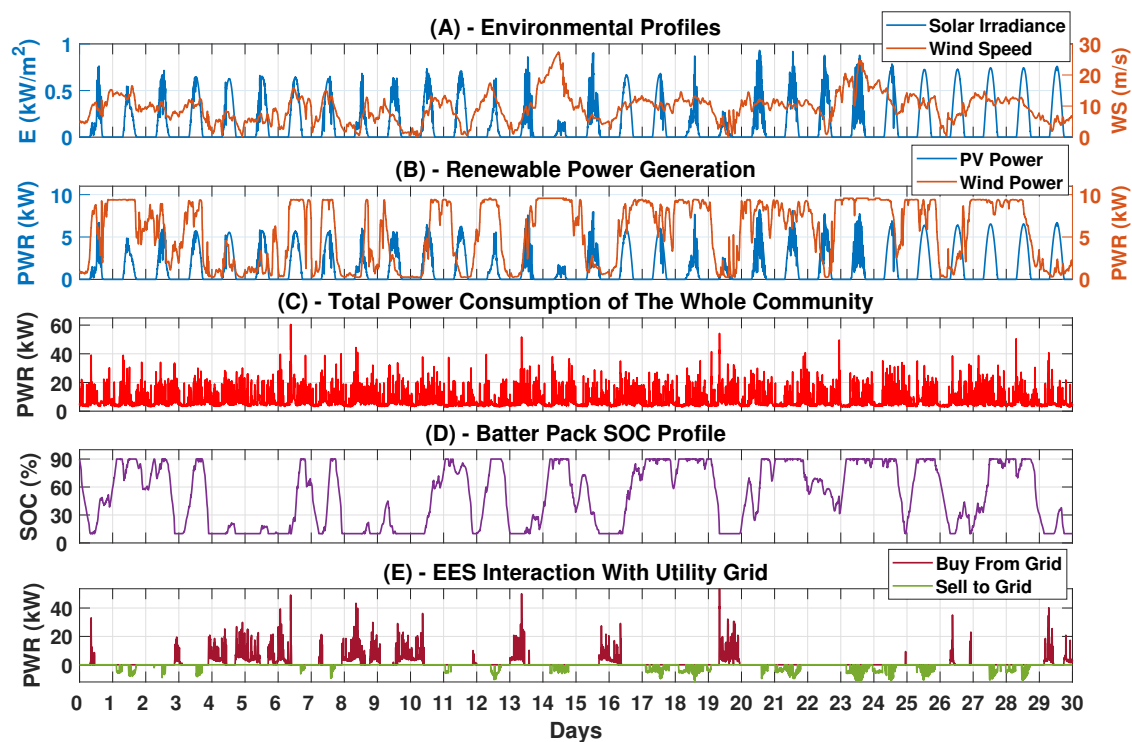 (A) - Environmental Profiles
Solar Irradiance
Wind Speed
E (kW/m²)
1
0.5
0
WS (m/s)
30
20
10
0
(B) - Renewable Power Generation
PV Power
Wind Power
PWR (kW)
10
5
0
PWR (kW)
10
5
0
(C) - Total Power Consumption of The Whole Community
PWR (kW)
60
40
20
0
(D) - Batter Pack SOC Profile
SOC (%)
90
60
30
0
(E) - EES Interaction With Utility Grid
Buy From Grid
Sell to Grid
PWR (kW)
40
20
0
0 1 2 3 4 5 6 7 8 9 10 11 12 13 14 15 16 17 18 19 20 21 22 23 24 25 26 27 28 29 30
Days